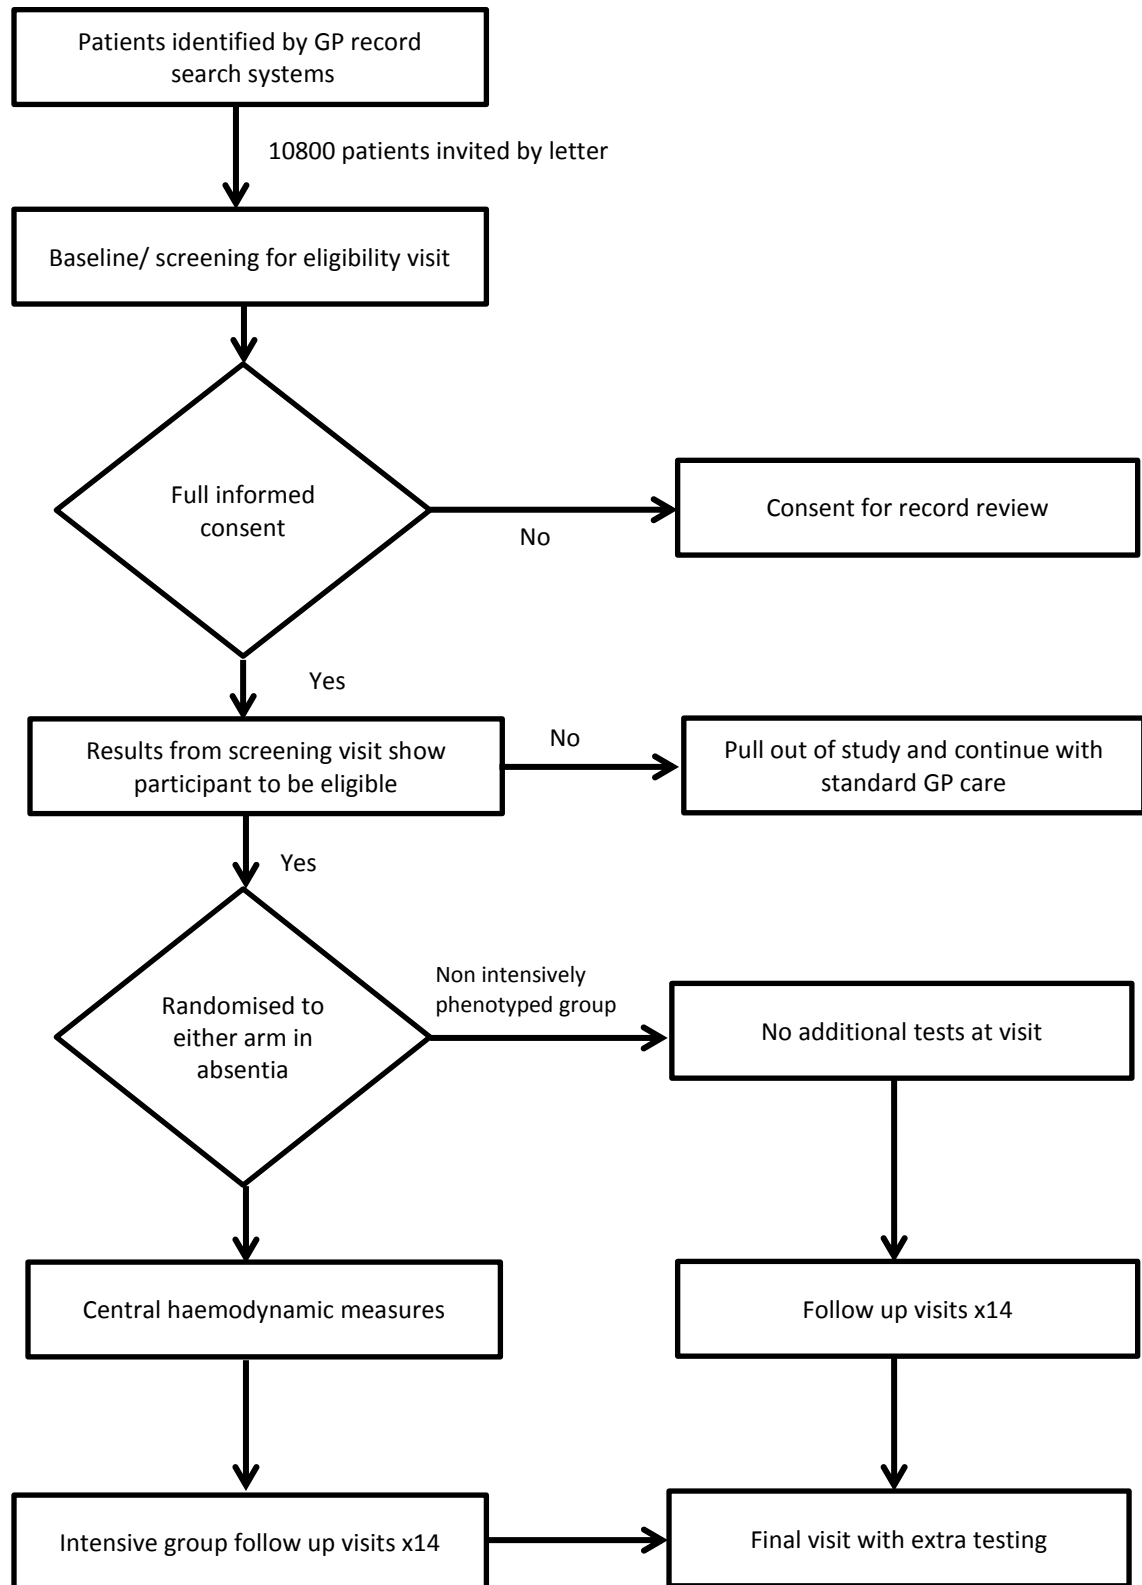 Patients identified by GP record
search systems
10800 patients invited by letter
Baseline/ screening for eligibility visit
Full informed
consent
No
Consent for record review
Yes
Results from screening visit show
participant to be eligible
No
Pull out of study and continue with
standard GP care
Yes
Randomised to
either arm in
absentia
Non intensively
phenotyped group
No additional tests at visit
Central haemodynamic measures
Follow up visits x14
Intensive group follow up visits x14
Final visit with extra testing